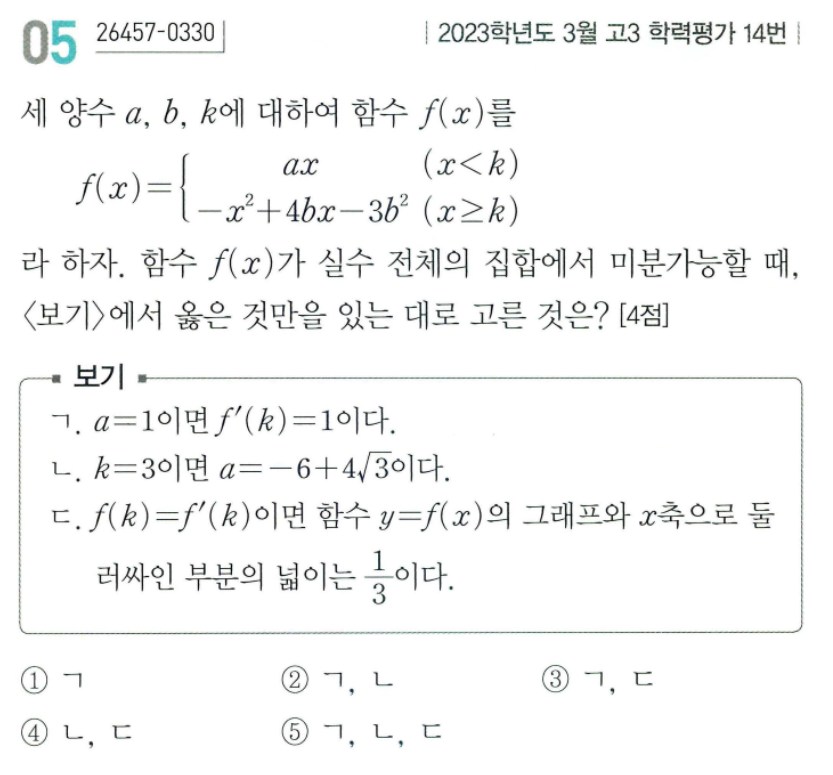 05 26457-0330 2023학년도 3월 고3 학력평가 14번
세 양수 a, b, k에 대하여 함수 f(x)를
f(x)={ ax (x<k)
-x²+4bx-3b² (x≥k)
라 하자. 함수 f(x)가 실수 전체의 집합에서 미분가능할 때,
<보기>에서 옳은 것만을 있는 대로 고른 것은? [4점]
보기
ㄱ. a=1이면 f'(k)=1이다.
ㄴ. k=3이면 a=-6+4√3이다.
ㄷ. f(k)=f'(k)이면 함수 y=f(x)의 그래프와 x축으로 둘
러싸인 부분의 넓이는 1/3이다.
① ㄱ ② ㄱ, ㄴ ③ ㄱ, ㄷ
④ ㄴ, ㄷ ⑤ ㄱ, ㄴ, ㄷ